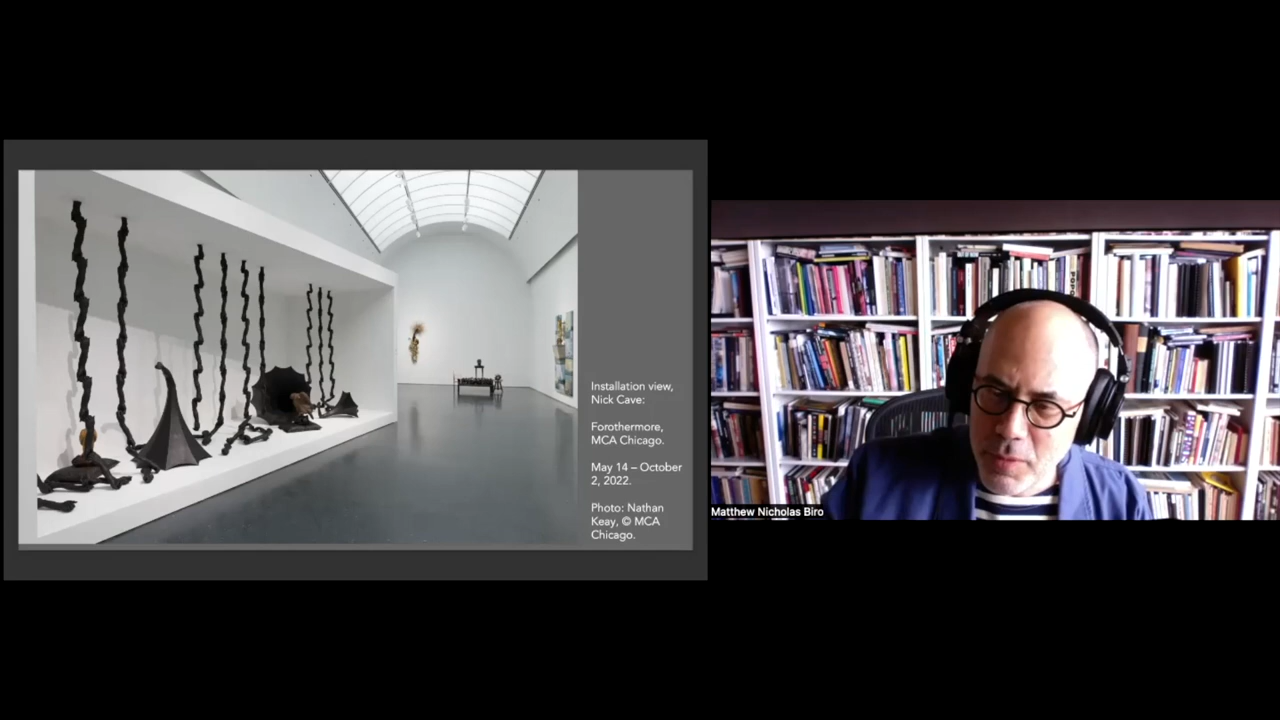 Installation view,
Nick Cave:
Forothermore,
MCA Chicago.
May 14 – October
2, 2022.
Photo: Nathan
Keay, © MCA
Chicago.
Matthew Nicholas Biro